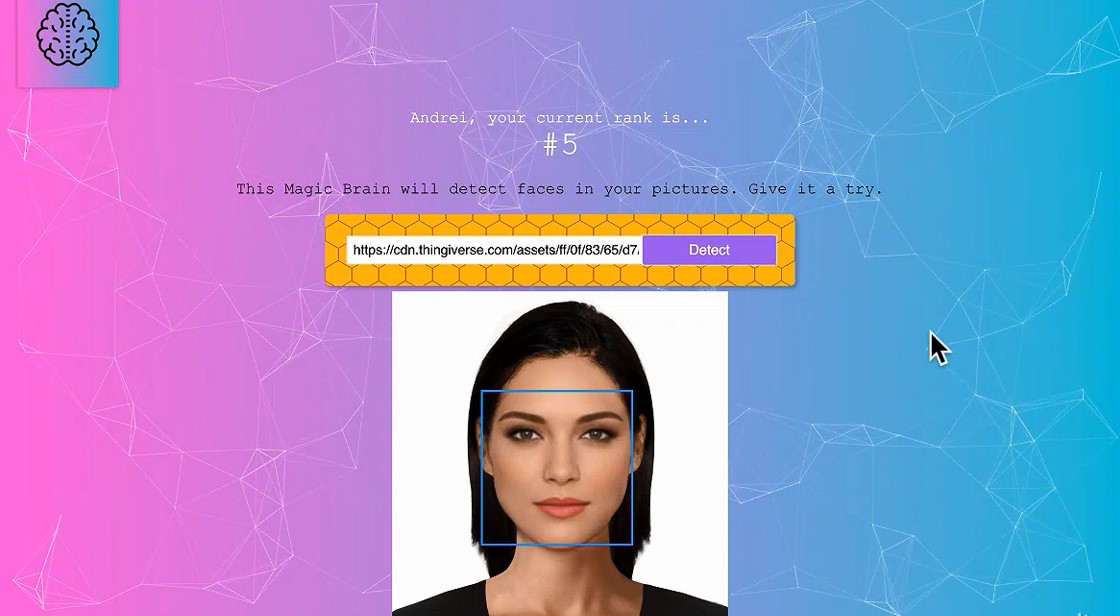 Andrei, your current rank is...
#5
This Magic Brain will detect faces in your pictures. Give it a try.
https://cdn.thingiverse.com/assets/ff/0f/83/65/d7
Detect